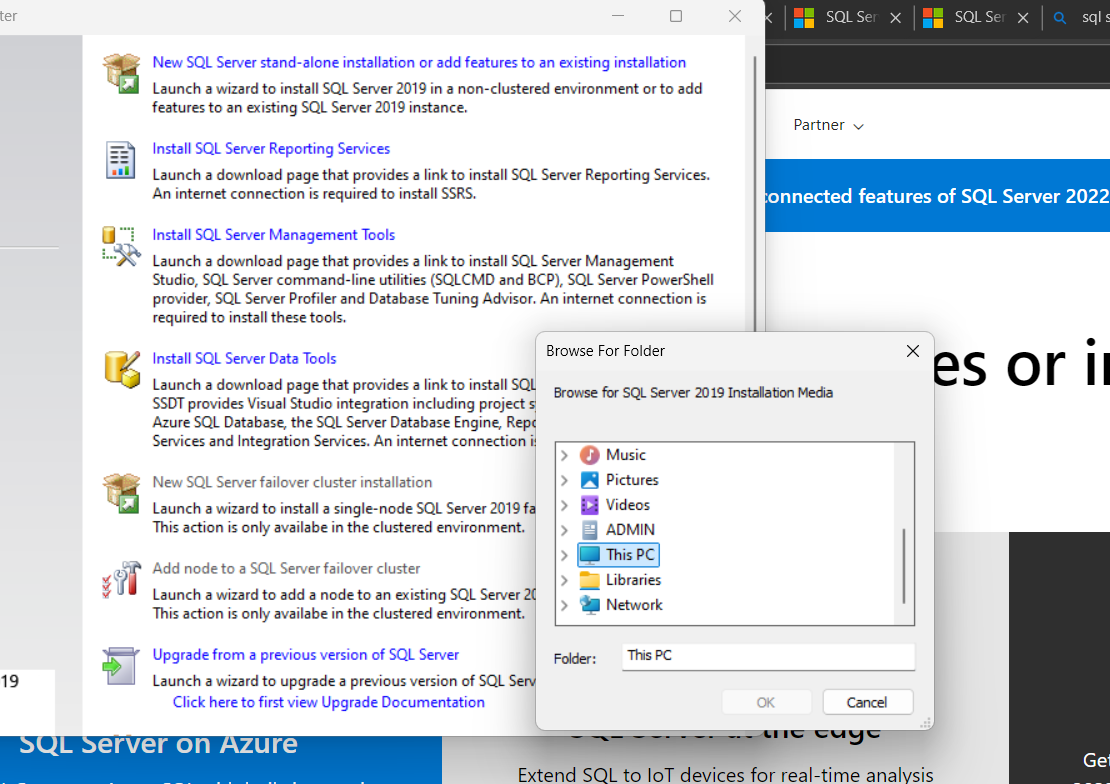 ter
SQL Ser
SQL Ser
sql s
New SQL Server stand-alone installation or add features to an existing installation
Launch a wizard to install SQL Server 2019 in a non-clustered environment or to add
features to an existing SQL Server 2019 instance.
Install SQL Server Reporting Services
Launch a download page that provides a link to install SQL Server Reporting Services.
An internet connection is required to install SSRS.
Install SQL Server Management Tools
Launch a download page that provides a link to install SQL Server Management
Studio, SQL Server command-line utilities (SQLCMD and BCP), SQL Server PowerShell
provider, SQL Server Profiler and Database Tuning Advisor. An internet connection is
required to install these tools.
Install SQL Server Data Tools
Launch a download page that provides a link to install SQL
SSDT provides Visual Studio integration including project sy
Azure SQL Database, the SQL Server Database Engine, Repo
Services and Integration Services. An internet connection is
New SQL Server failover cluster installation
Launch a wizard to install a single-node SQL Server 2019 fa
This action is only availabe in the clustered environment.
Add node to a SQL Server failover cluster
Launch a wizard to add a node to an existing SQL Server 20
This action is only availabe in the clustered environment.
Upgrade from a previous version of SQL Server
Launch a wizard to upgrade a previous version of SQL Serv
Click here to first view Upgrade Documentation
19
Partner
connected features of SQL Server 2022
es or i
Browse For Folder
Browse for SQL Server 2019 Installation Media
Music
Pictures
Videos
ADMIN
This PC
Libraries
Network
Folder:
This PC
OK
Cancel
SQL Server on Azure
SQL Server at the edge
Extend SQL to IoT devices for real-time analysis
Get